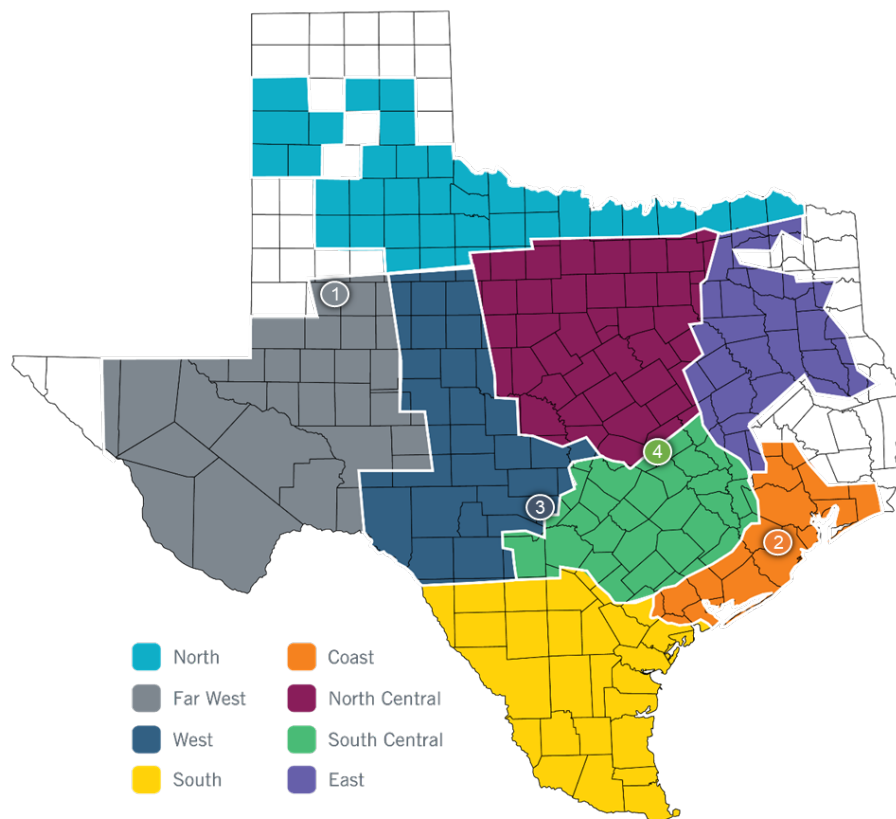 1
4
3
2
North
Coast
Far West
North Central
West
South Central
South
East